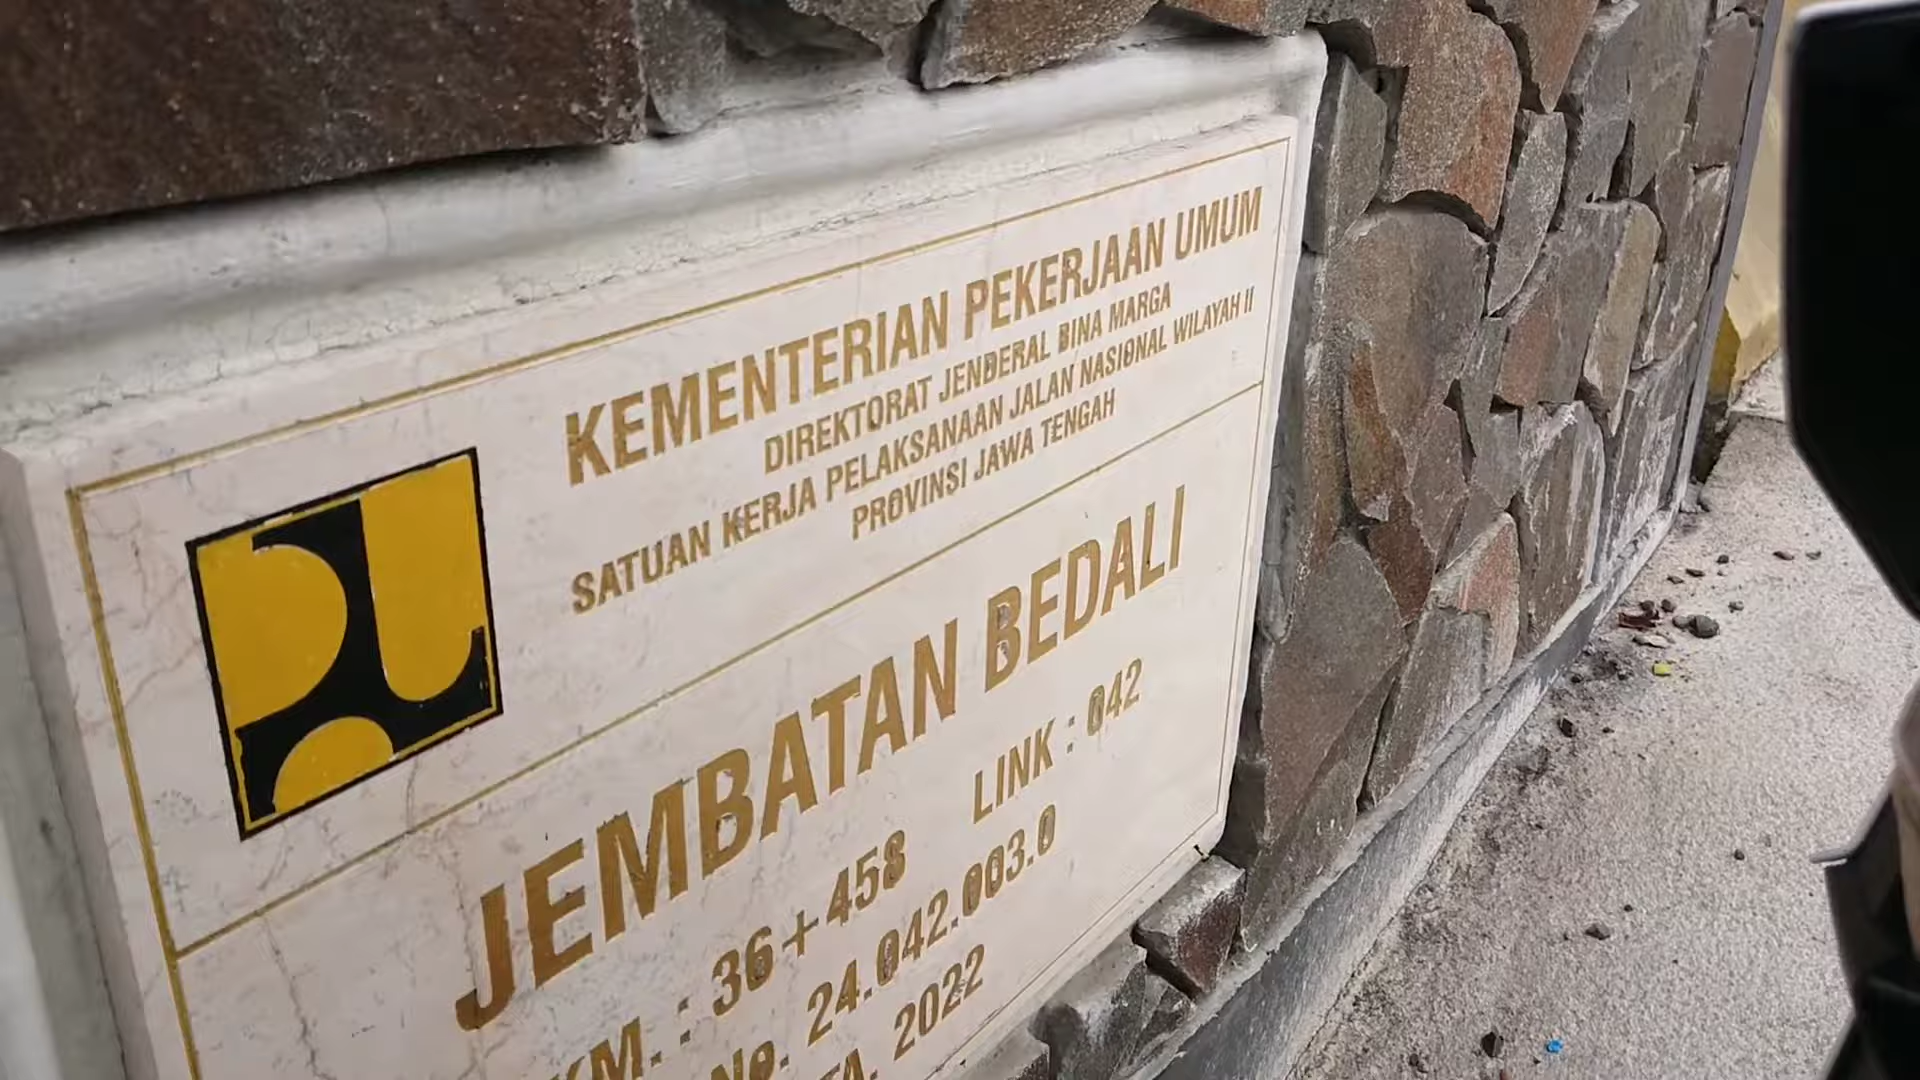 KEMENTERIAN PEKERJAAN UMUM
DIREKTORAT JENDERAL BINA MARGA
SATUAN KERJA PELAKSANAAN JALAN NASIONAL WILAYAH II
PROVINSI JAWA TENGAH
JEMBATAN BEDALI
KM. : 36+458 LINK : 042
No. 24.042.003.0
TA. 2022